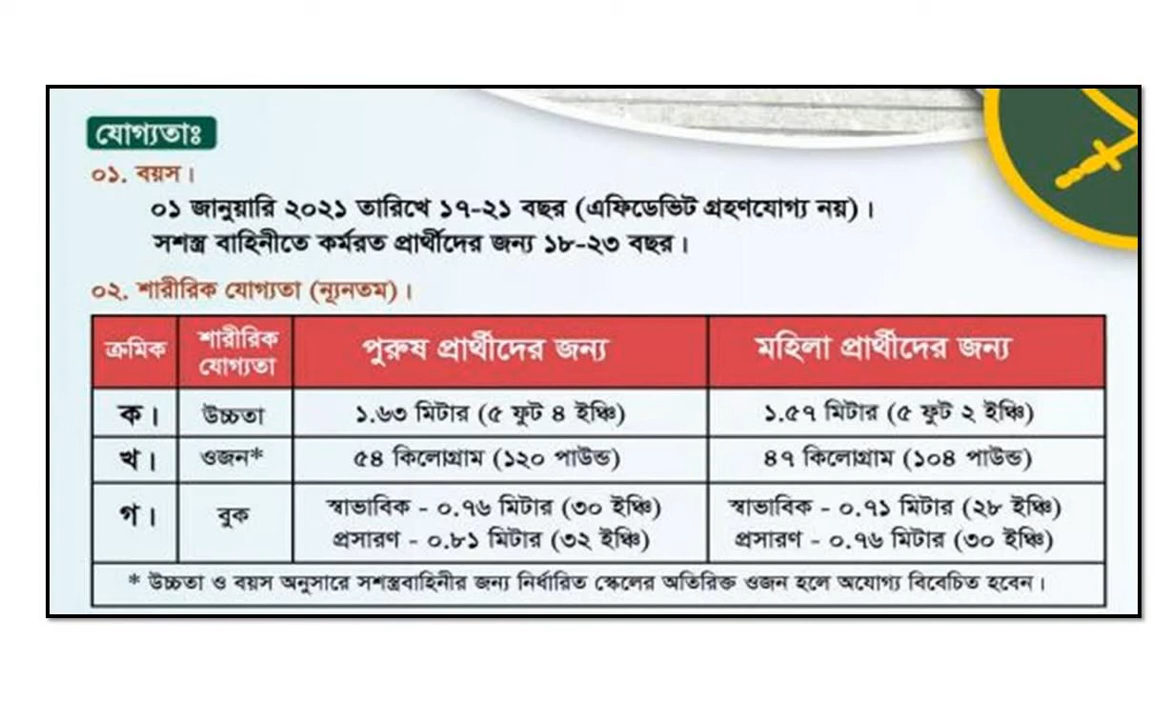 যোগ্যতাঃ
০১. বয়স।
০১ জানুয়ারি ২০২১ তারিখে ১৭-২১ বছর (এফিডেভিট গ্রহণযোগ্য নয়)।
সশস্ত্র বাহিনীতে কর্মরত প্রার্থীদের জন্য ১৮-২৩ বছর।
০২. শারীরিক যোগ্যতা (ন্যূনতম)।
ক্রমিক শারীরিক যোগ্যতা পুরুষ প্রার্থীদের জন্য মহিলা প্রার্থীদের জন্য
ক। উচ্চতা ১.৬৩ মিটার (৫ ফুট ৪ ইঞ্চি) ১.৫৭ মিটার (৫ ফুট ২ ইঞ্চি)
খ। ওজন* ৫৪ কিলোগ্রাম (১২০ পাউন্ড) ৪৭ কিলোগ্রাম (১০৪ পাউন্ড)
গ। বুক স্বাভাবিক - ০.৭৬ মিটার (৩০ ইঞ্চি) স্বাভাবিক - ০.৭১ মিটার (২৮ ইঞ্চি)
প্রসারণ - ০.৮১ মিটার (৩২ ইঞ্চি) প্রসারণ - ০.৭৬ মিটার (৩০ ইঞ্চি)
* উচ্চতা ও বয়স অনুসারে সশস্ত্রবাহিনীর জন্য নির্ধারিত স্কেলের অতিরিক্ত ওজন হলে অযোগ্য বিবেচিত হবেন।